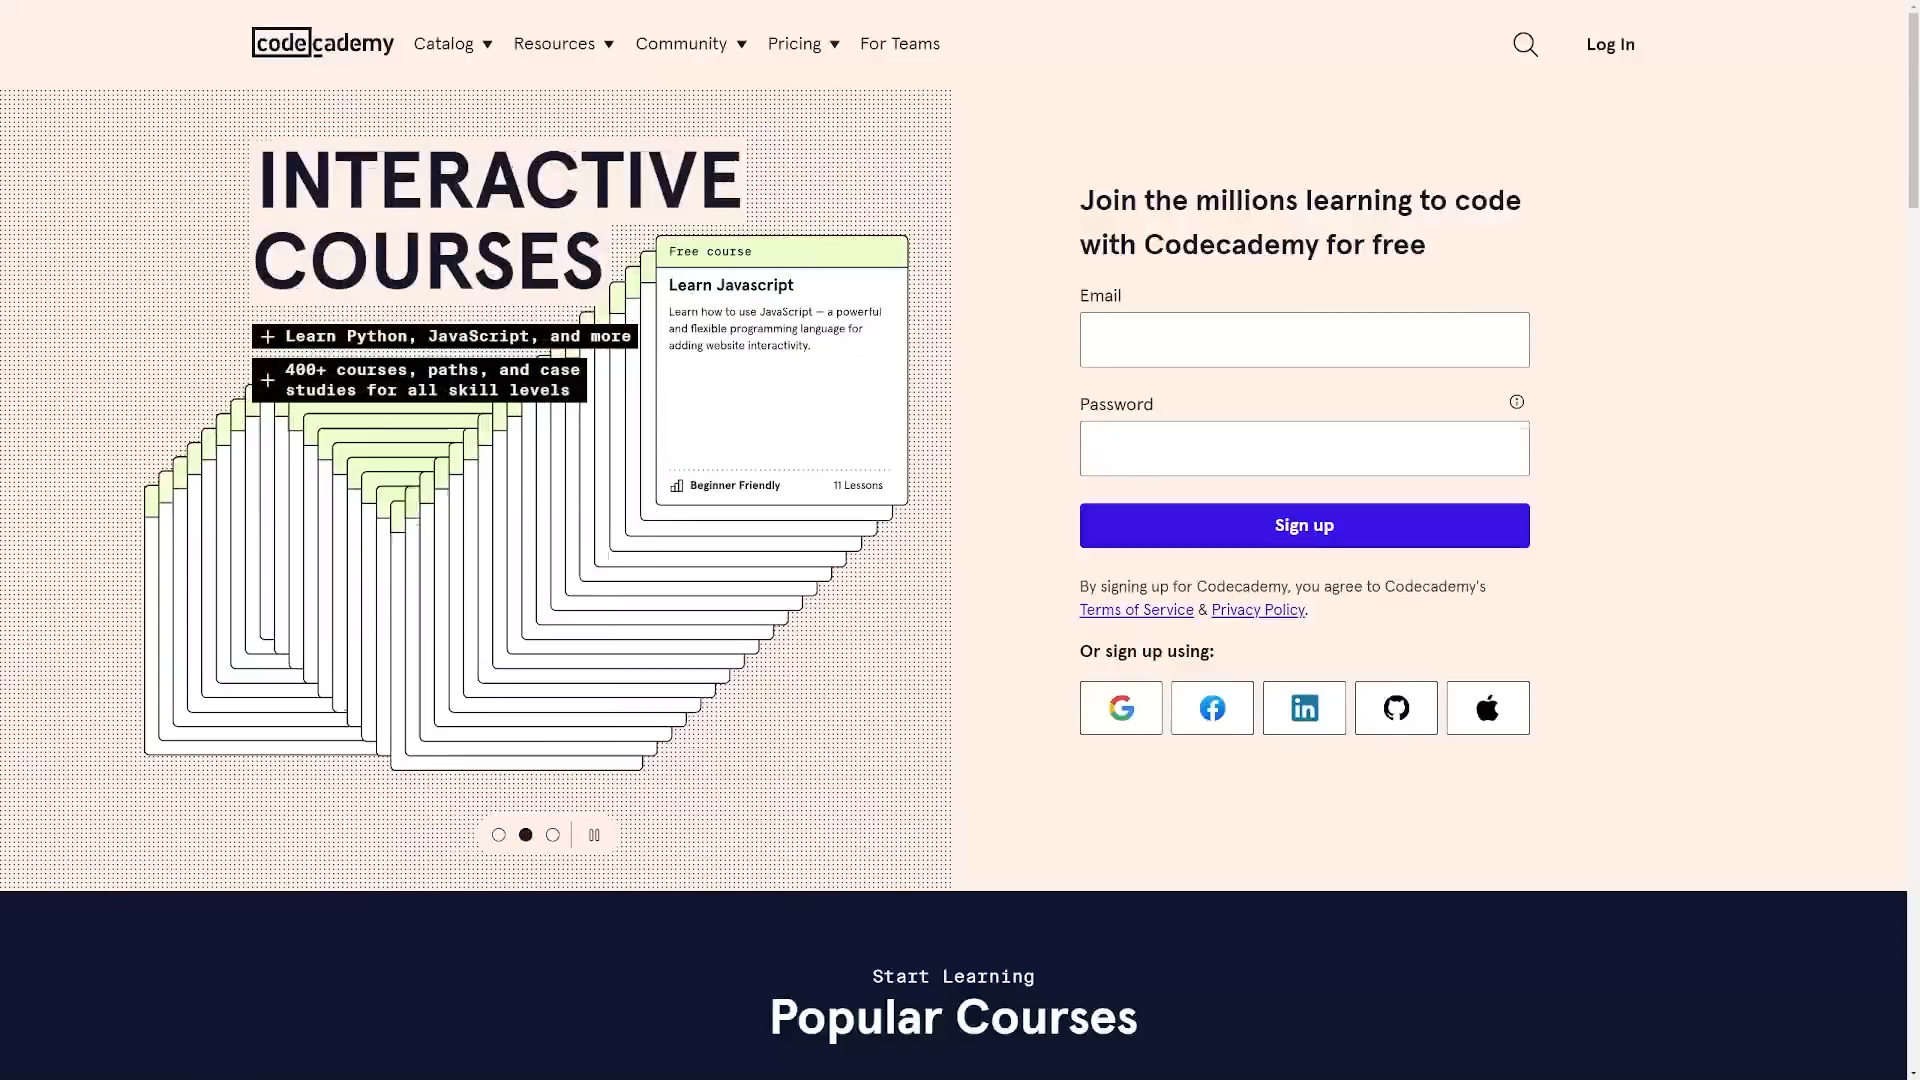 codecademy
Catalog
Resources
Community
Pricing
For Teams
Log In
INTERACTIVE
COURSES
+ Learn Python, JavaScript, and more
+ 400+ courses, paths, and case
studies for all skill levels
Free course
Learn Javascript
Learn how to use JavaScript — a powerful
and flexible programming language for
adding website interactivity.
Beginner Friendly
11 Lessons
Join the millions learning to code
with Codecademy for free
Email
Password
Sign up
By signing up for Codecademy, you agree to Codecademy's
Terms of Service & Privacy Policy.
Or sign up using:
Start Learning
Popular Courses